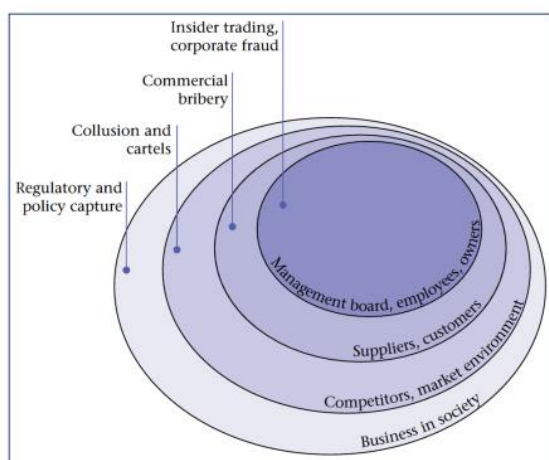 Insider trading,
corporate fraud
Commercial
bribery
Collusion and
cartels
Regulatory and
policy capture
Management board, employees, owners
Suppliers, customers
Competitors, market environment
Business in society